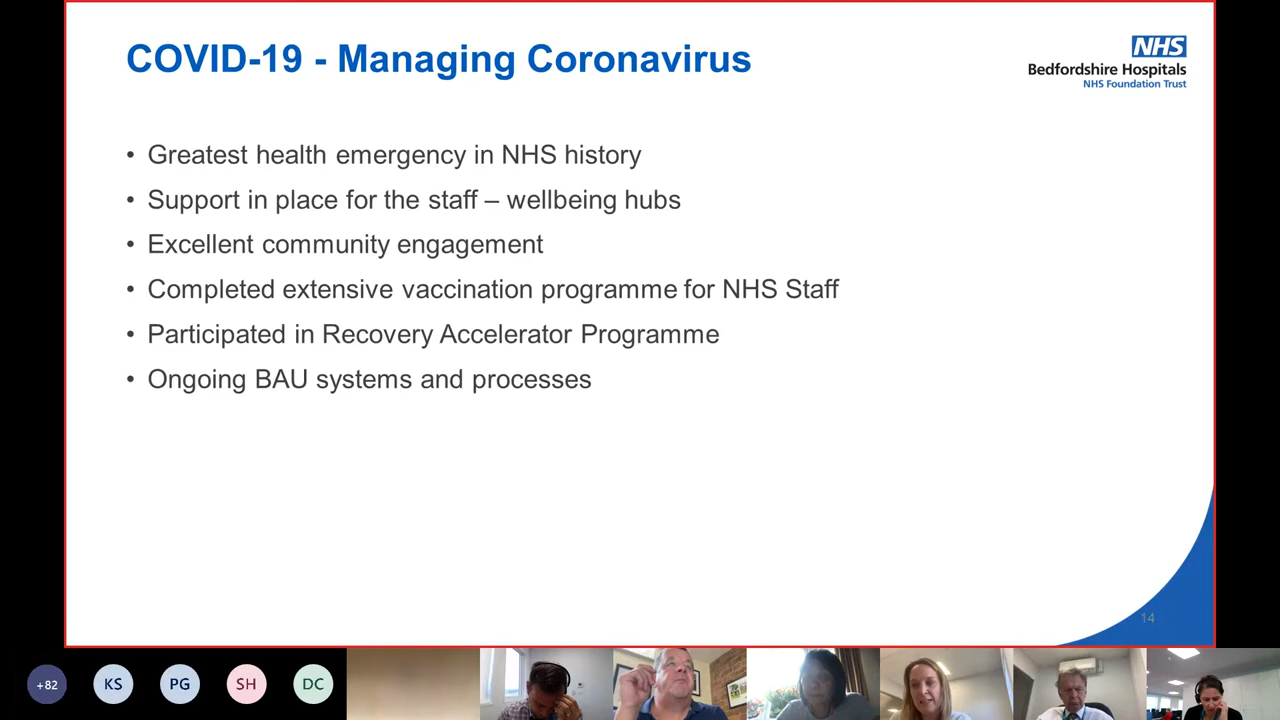 COVID-19 - Managing Coronavirus
NHS
Bedfordshire Hospitals
NHS Foundation Trust
• Greatest health emergency in NHS history
• Support in place for the staff – wellbeing hubs
• Excellent community engagement
• Completed extensive vaccination programme for NHS Staff
• Participated in Recovery Accelerator Programme
• Ongoing BAU systems and processes
14
+82 KS PG SH DC